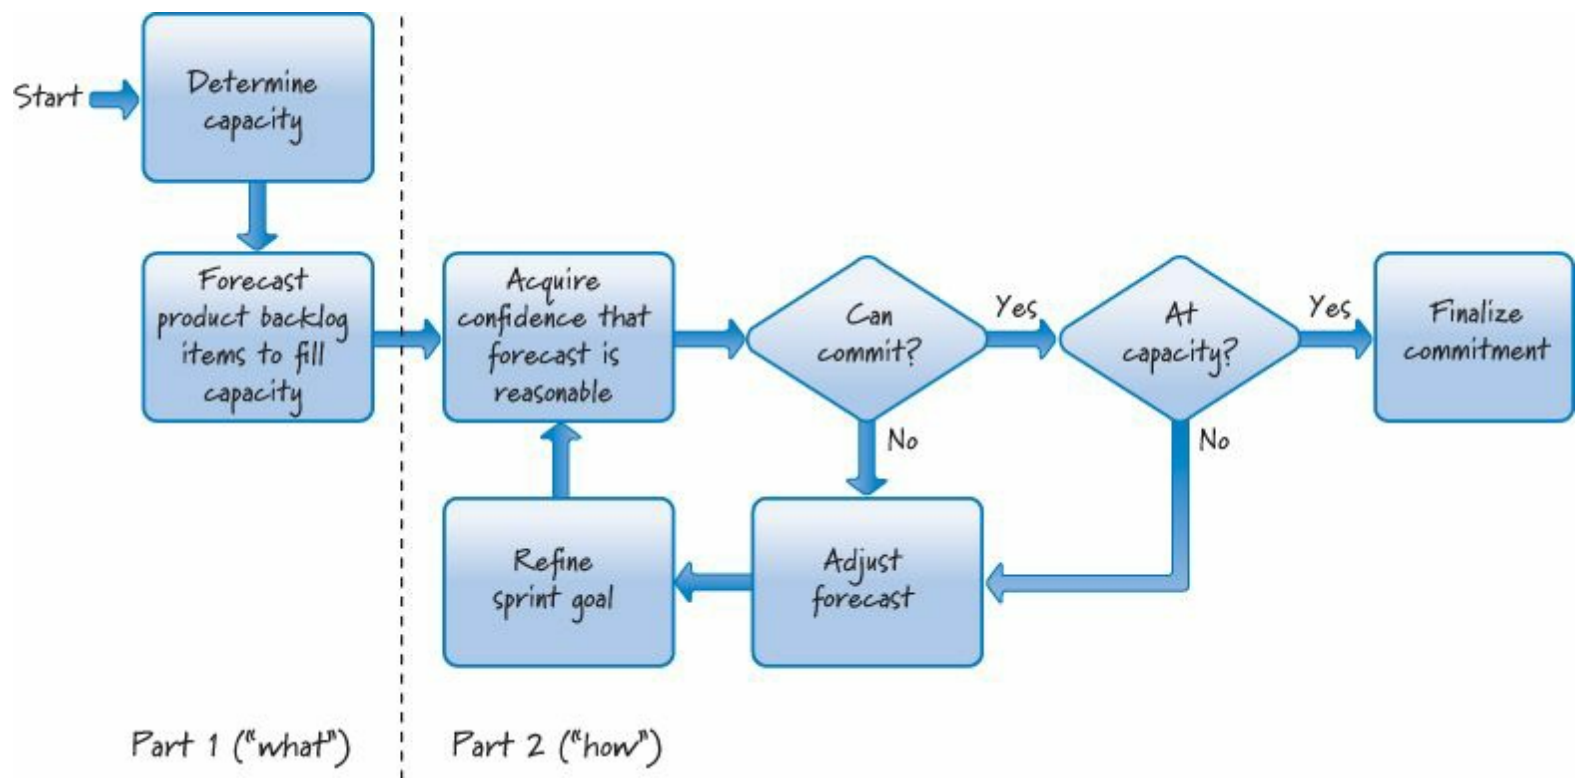 Start
Determine
capacity
Forecast
product backlog
items to fill
capacity
Acquire
confidence that
forecast is
reasonable
Can
commit?
Yes
At
capacity?
Yes
Finalize
commitment
No
No
Refine
sprint goal
Adjust
forecast
Part 1 ("what")
Part 2 ("how")